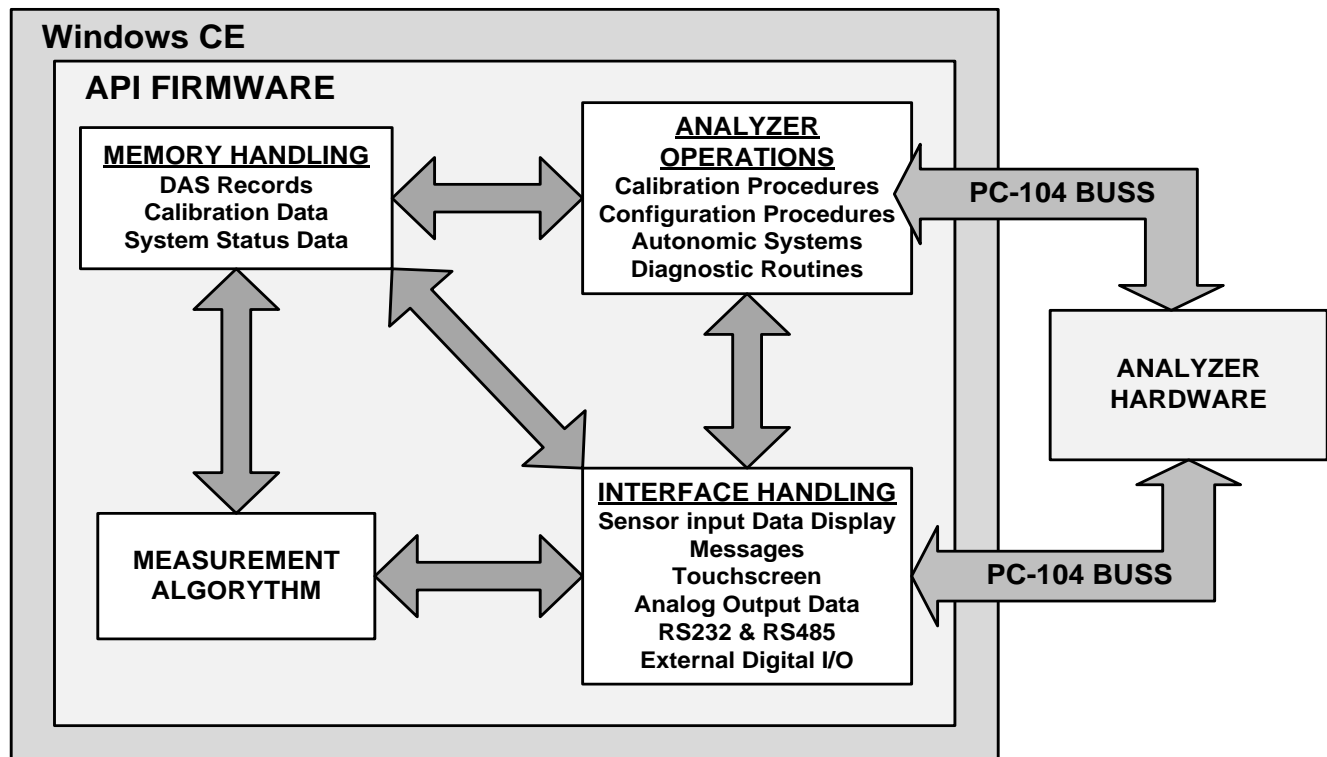 Windows CE
API FIRMWARE
MEMORY HANDLING
DAS Records
Calibration Data
System Status Data
ANALYZER
OPERATIONS
Calibration Procedures
Configuration Procedures
Autonomic Systems
Diagnostic Routines
PC-104 BUSS
ANALYZER
HARDWARE
MEASUREMENT
ALGORYTHM
INTERFACE HANDLING
Sensor input Data Display
Messages
Touchscreen
Analog Output Data
RS232 & RS485
External Digital I/O
PC-104 BUSS